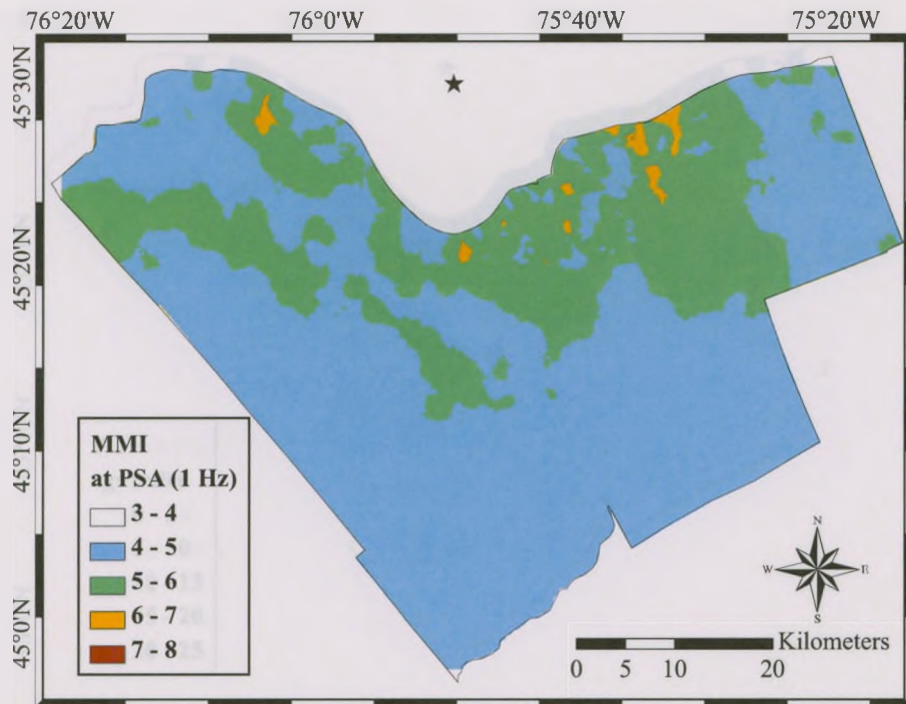 76°20'W 76°0'W 75°40'W 75°20'W
45°30'N 45°20'N 45°10'N 45°0'N
MMI
at PSA (1 Hz)
3 - 4
4 - 5
5 - 6
6 - 7
7 - 8
N
W E
S
Kilometers
0 5 10 20